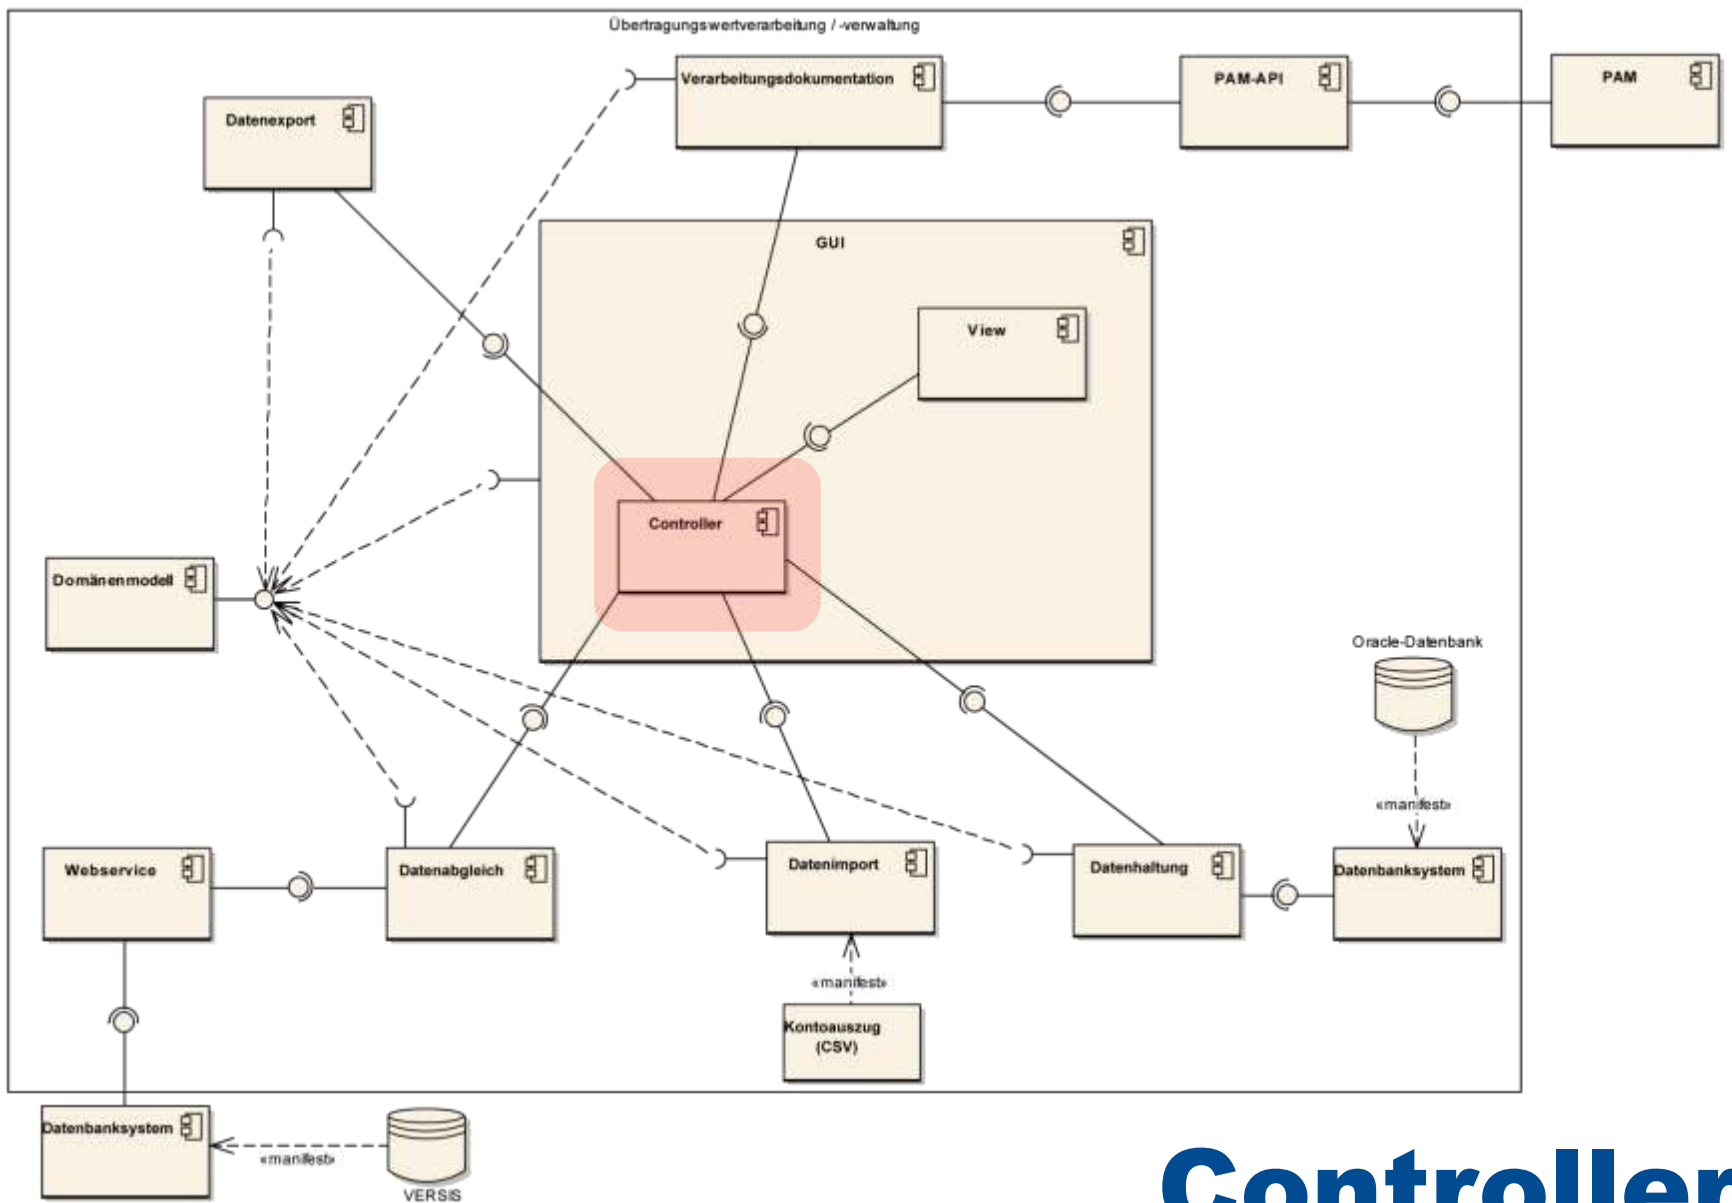 Übertragungswertverarbeitung / -verwaltung
Verarbeitungsdokumentation
PAM-API
PAM
Datenexport
GUI
View
Controller
Domänenmodell
Oracle-Datenbank
«manifest»
Webservice
Datenabgleich
Datenimport
Datenhaltung
Datenbanksystem
«manifest»
Kontoauszug
(CSV)
Datenbanksystem
«manifest»
VERSIS
Controller